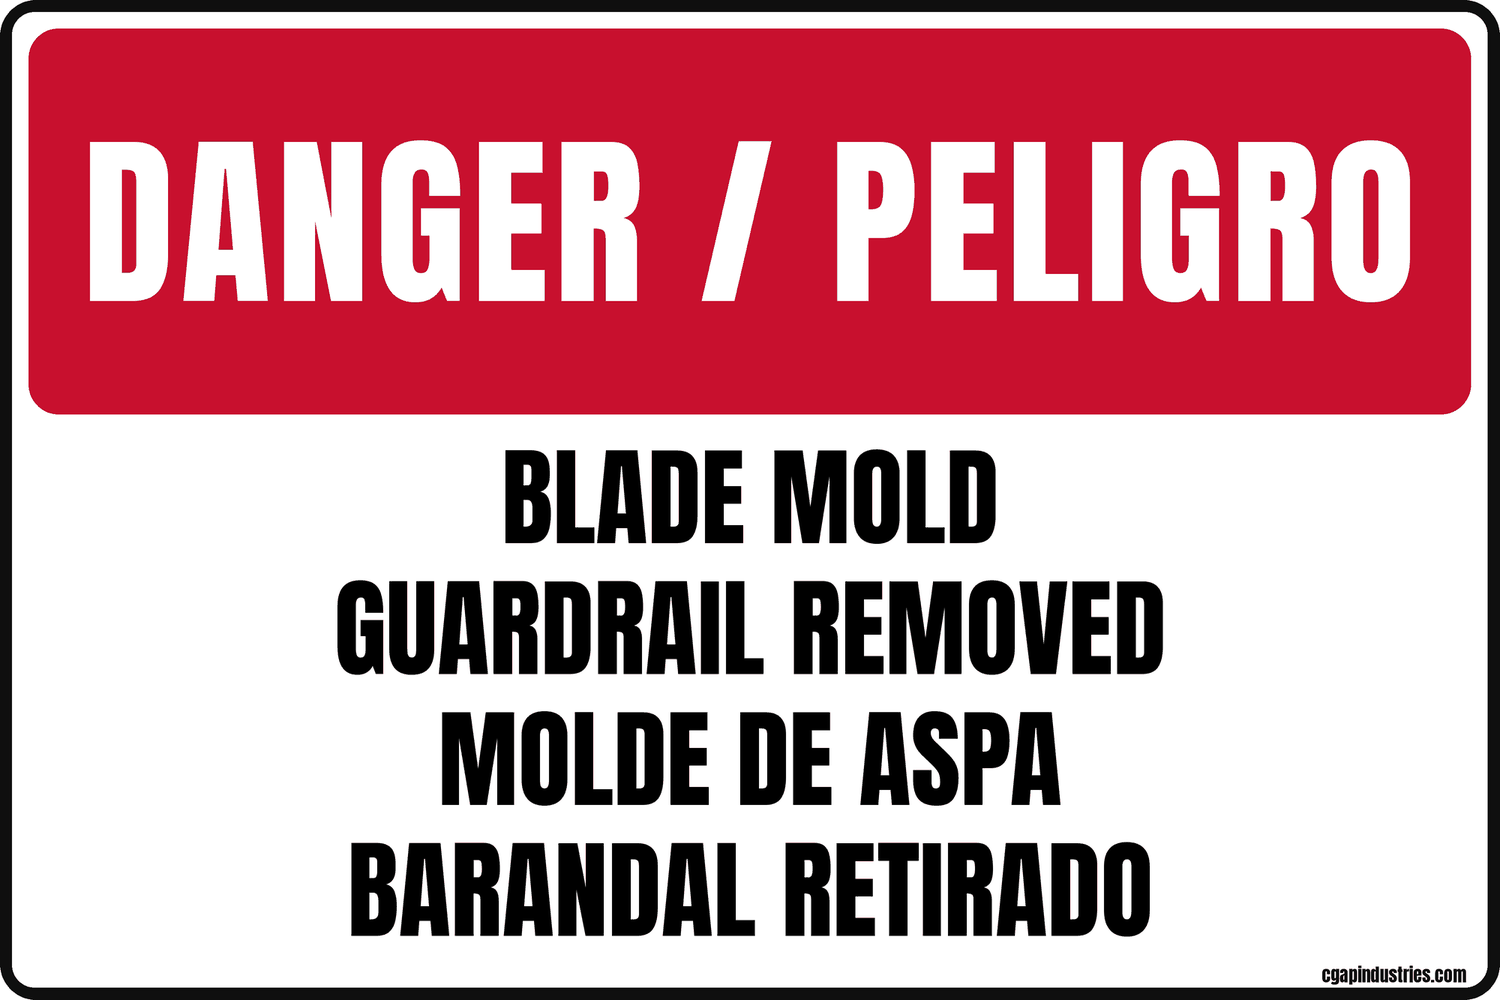 DANGER / PELIGRO
BLADE MOLD
GUARDRAIL REMOVED
MOLDE DE ASPA
BARANDAL RETIRADO
cgapindustries.com